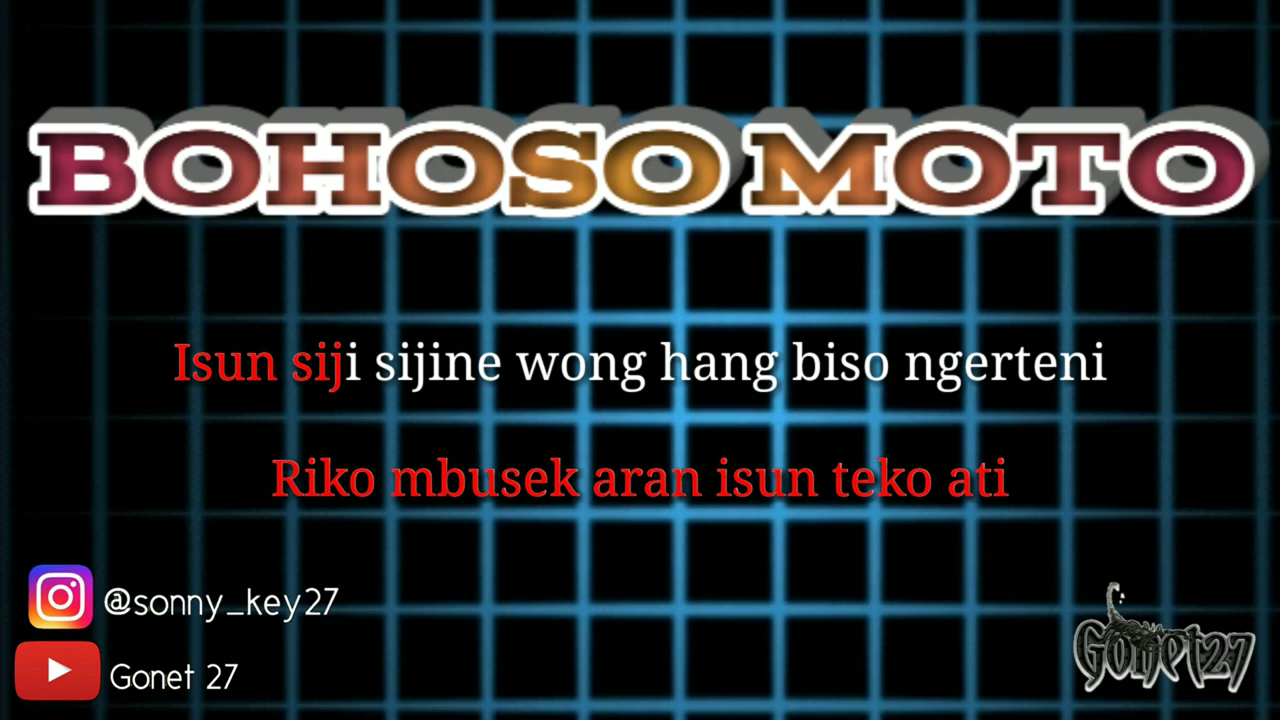 BOHOSO MOTO
Isun siji sijine wong hang biso ngerteni
Riko mbusek aran isun teko ati
@sonny_key27
Gonet 27
Gonet27